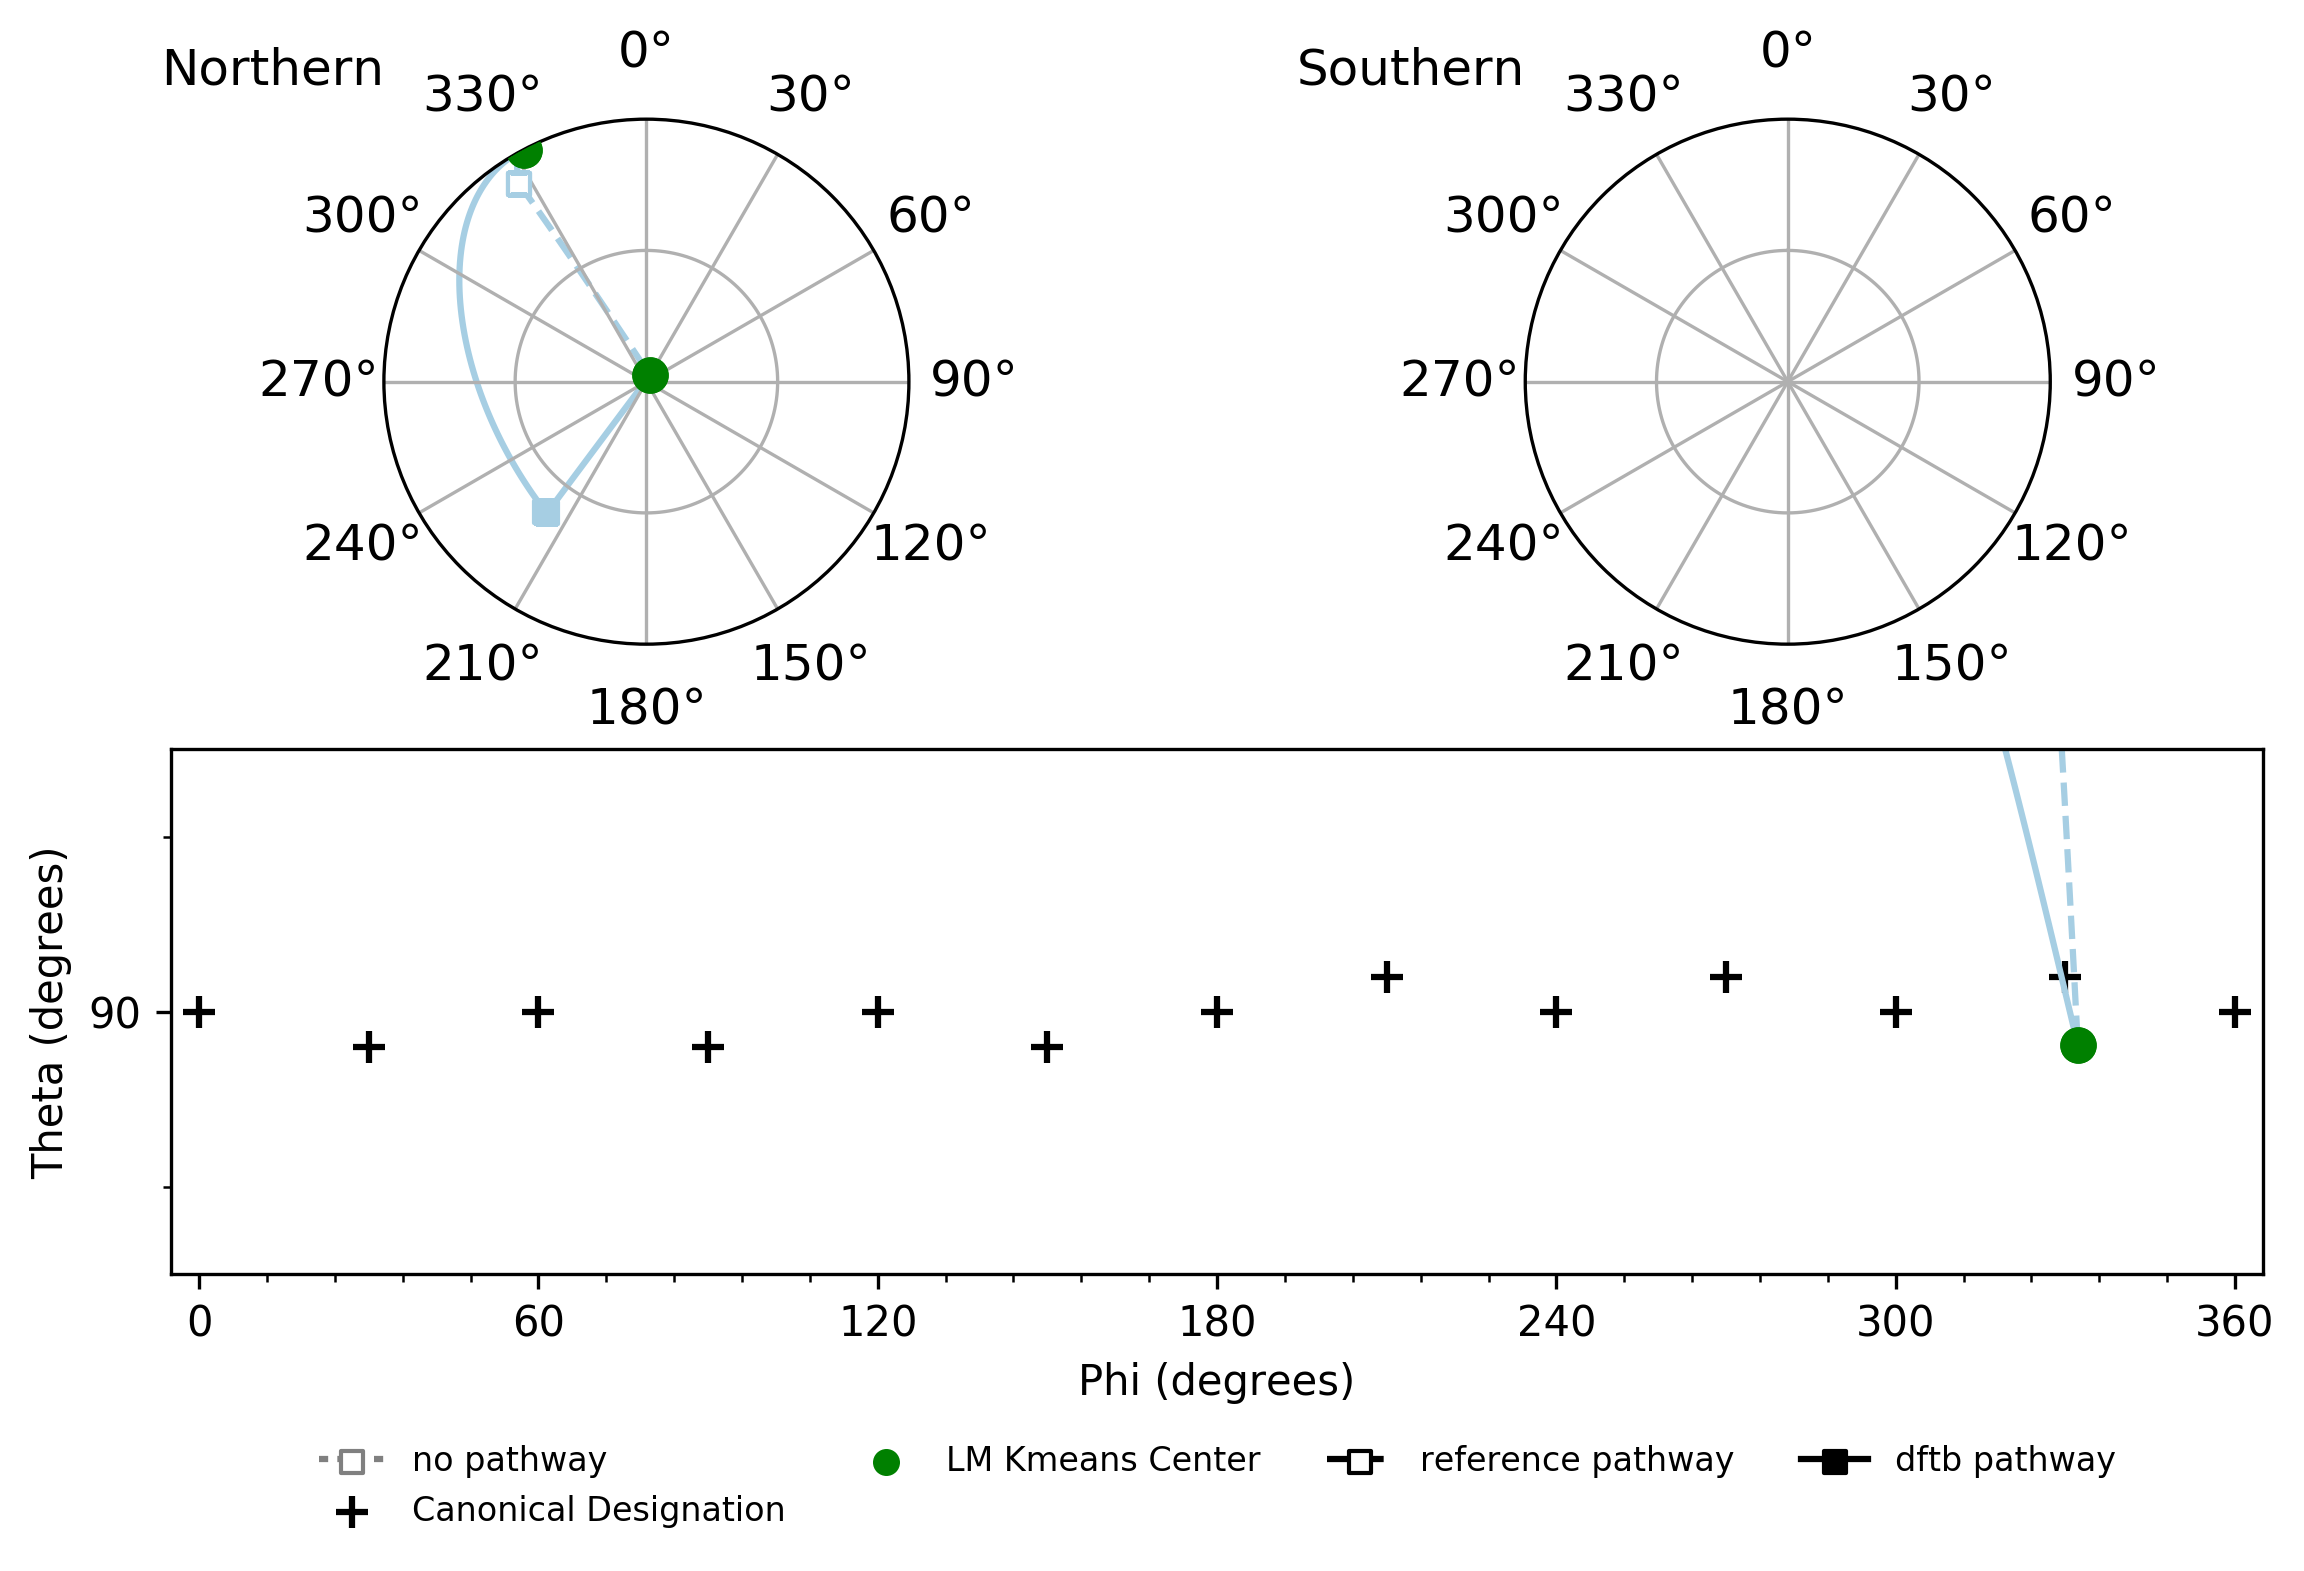 Northern
0°
330°
30°
300°
60°
270°
90°
240°
120°
210°
150°
180°
Southern
0°
330°
30°
300°
60°
270°
90°
240°
120°
210°
150°
180°
Theta (degrees)
90
0 60 120 180 240 300 360
Phi (degrees)
no pathway
Canonical Designation
LM Kmeans Center
reference pathway
dftb pathway